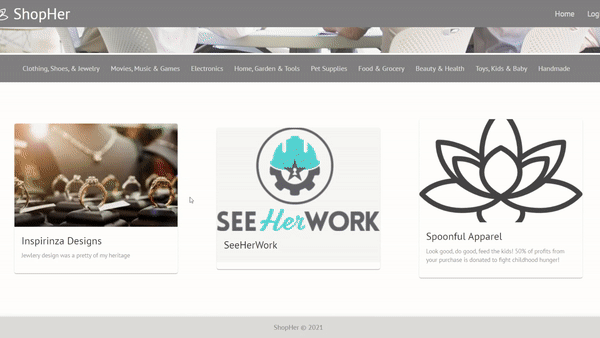 ShopHer
Home Log
Clothing, Shoes, & Jewelry Movies, Music & Games Electronics Home, Garden & Tools Pet Supplies Food & Grocery Beauty & Health Toys, Kids & Baby Handmade
SEEHerWORK
Inspirinza Designs
Jewlery design was a pretty of my heritage
SeeHerWork
Spoonful Apparel
Look good, do good, feed the kids! 50% of profits from
your purchase is donated to fight childhood hunger!
ShopHer © 2021